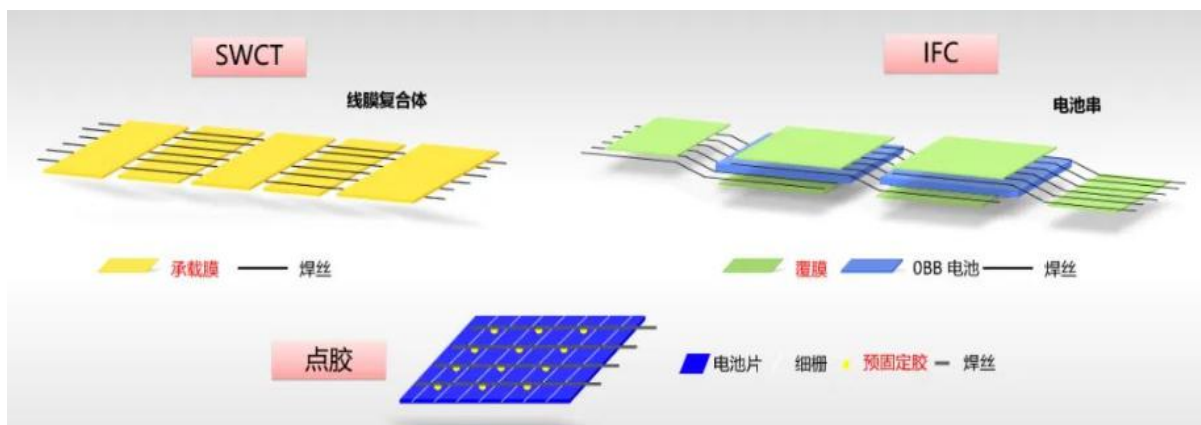 SWCT
IFC
线膜复合体
电池串
承载膜 焊丝
覆膜 0BB 电池 焊丝
点胶
电池片 细栅 预固定胶 焊丝